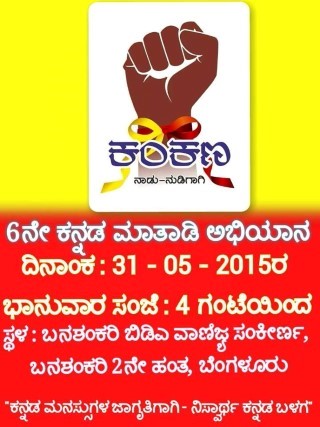 ಕಂಕಣ
ನಾಡು-ನುಡಿಗಾಗಿ
6ನೇ ಕನ್ನಡ ಮಾತಾಡಿ ಅಭಿಯಾನ
ದಿನಾಂಕ : 31 - 05 - 2015ರ
ಭಾನುವಾರ ಸಂಜೆ : 4 ಗಂಟೆಯಿಂದ
ಸ್ಥಳ : ಬನಶಂಕರಿ ಬಿಡಿಎ ವಾಣಿಜ್ಯ ಸಂಕೀರ್ಣ,
ಬನಶಂಕರಿ 2ನೇ ಹಂತ, ಬೆಂಗಳೂರು
"ಕನ್ನಡ ಮನಸ್ಸುಗಳ ಜಾಗೃತಿಗಾಗಿ - ನಿಸ್ವಾರ್ಥ ಕನ್ನಡ ಬಳಗ"